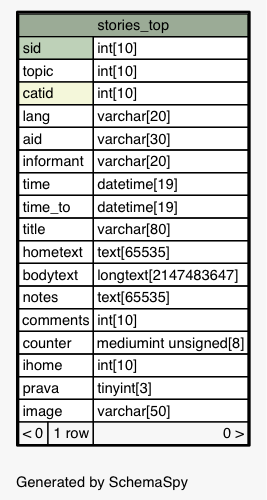 stories_top
sid int[10]
topic int[10]
catid int[10]
lang varchar[20]
aid varchar[30]
informant varchar[20]
time datetime[19]
time_to datetime[19]
title varchar[80]
hometext text[65535]
bodytext longtext[2147483647]
notes text[65535]
comments int[10]
counter mediumint unsigned[8]
ihome int[10]
prava tinyint[3]
image varchar[50]
< 0 1 row 0 >
Generated by SchemaSpy